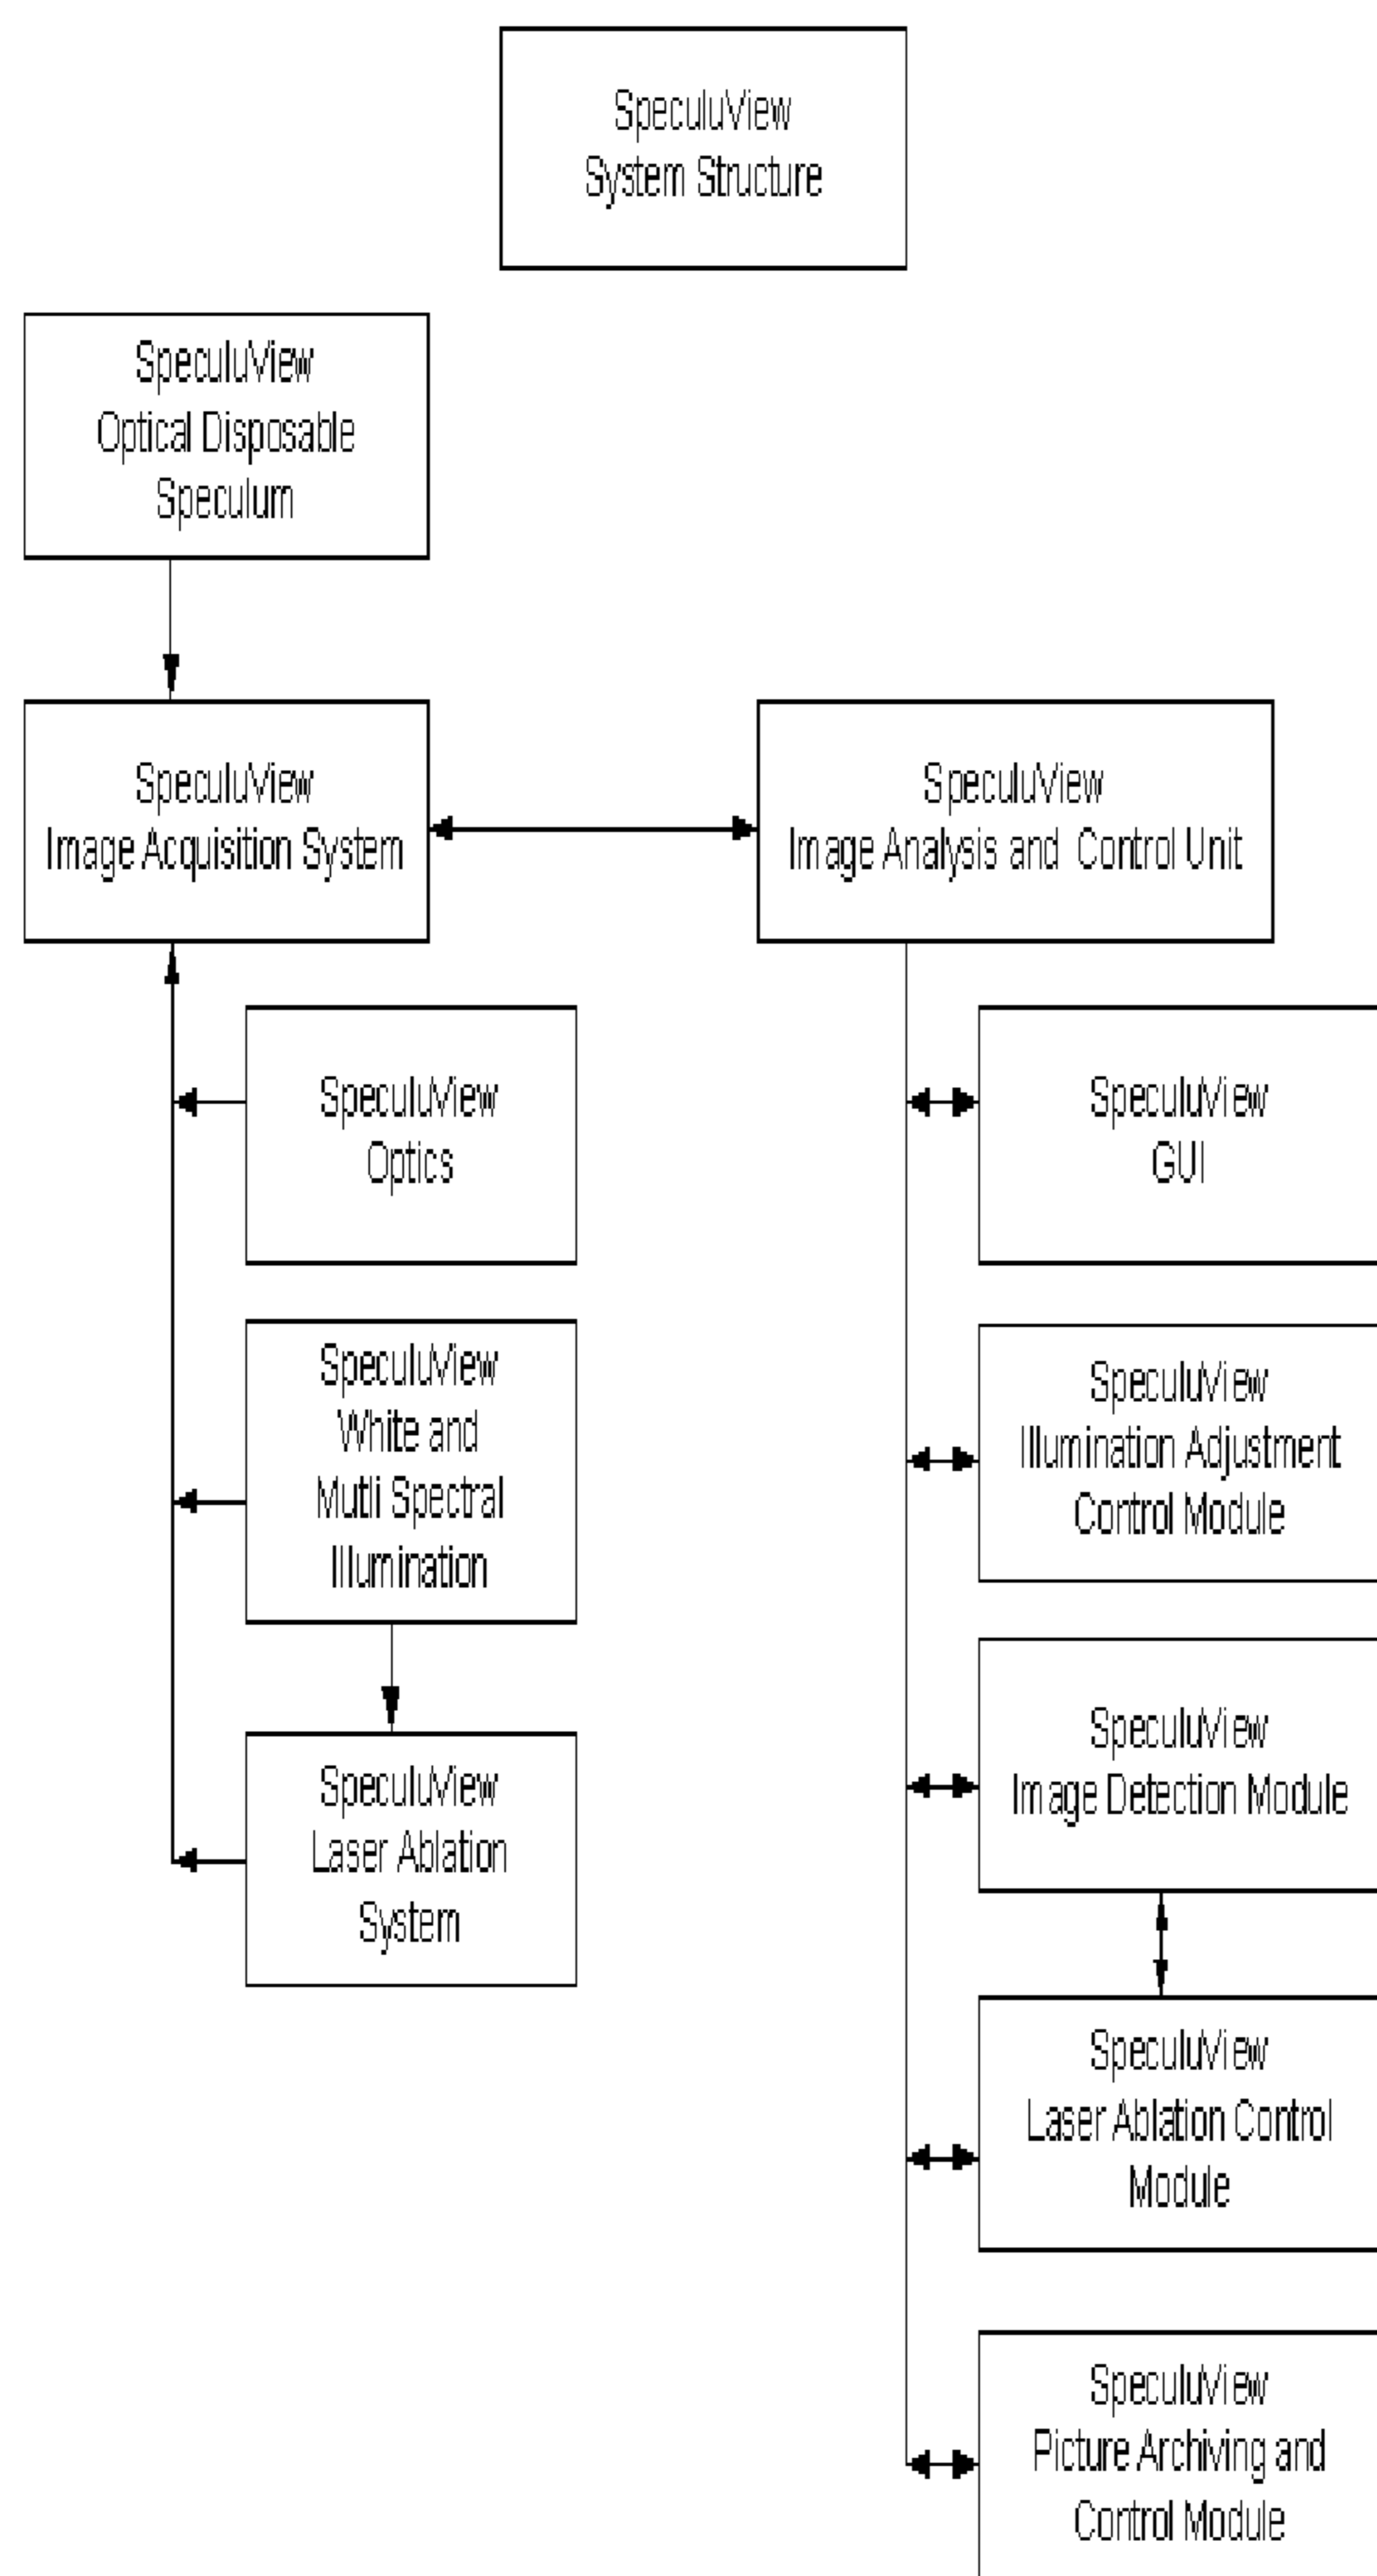 SpeculuView
System Structure
SpeculuView
Optical Disposable
Speculum
SpeculuView
Image Acquisition System
SpeculuView
Image Analysis and Control Unit
SpeculuView
Optics
SpeculuView
White and
Mutli Spectral
Illumination
SpeculuView
Laser Ablation
System
SpeculuView
GUI
SpeculuView
Illumination Adjustment
Control Module
SpeculuView
Image Detection Module
SpeculuView
Laser Ablation Control
Module
SpeculuView
Picture Archiving and
Control Module